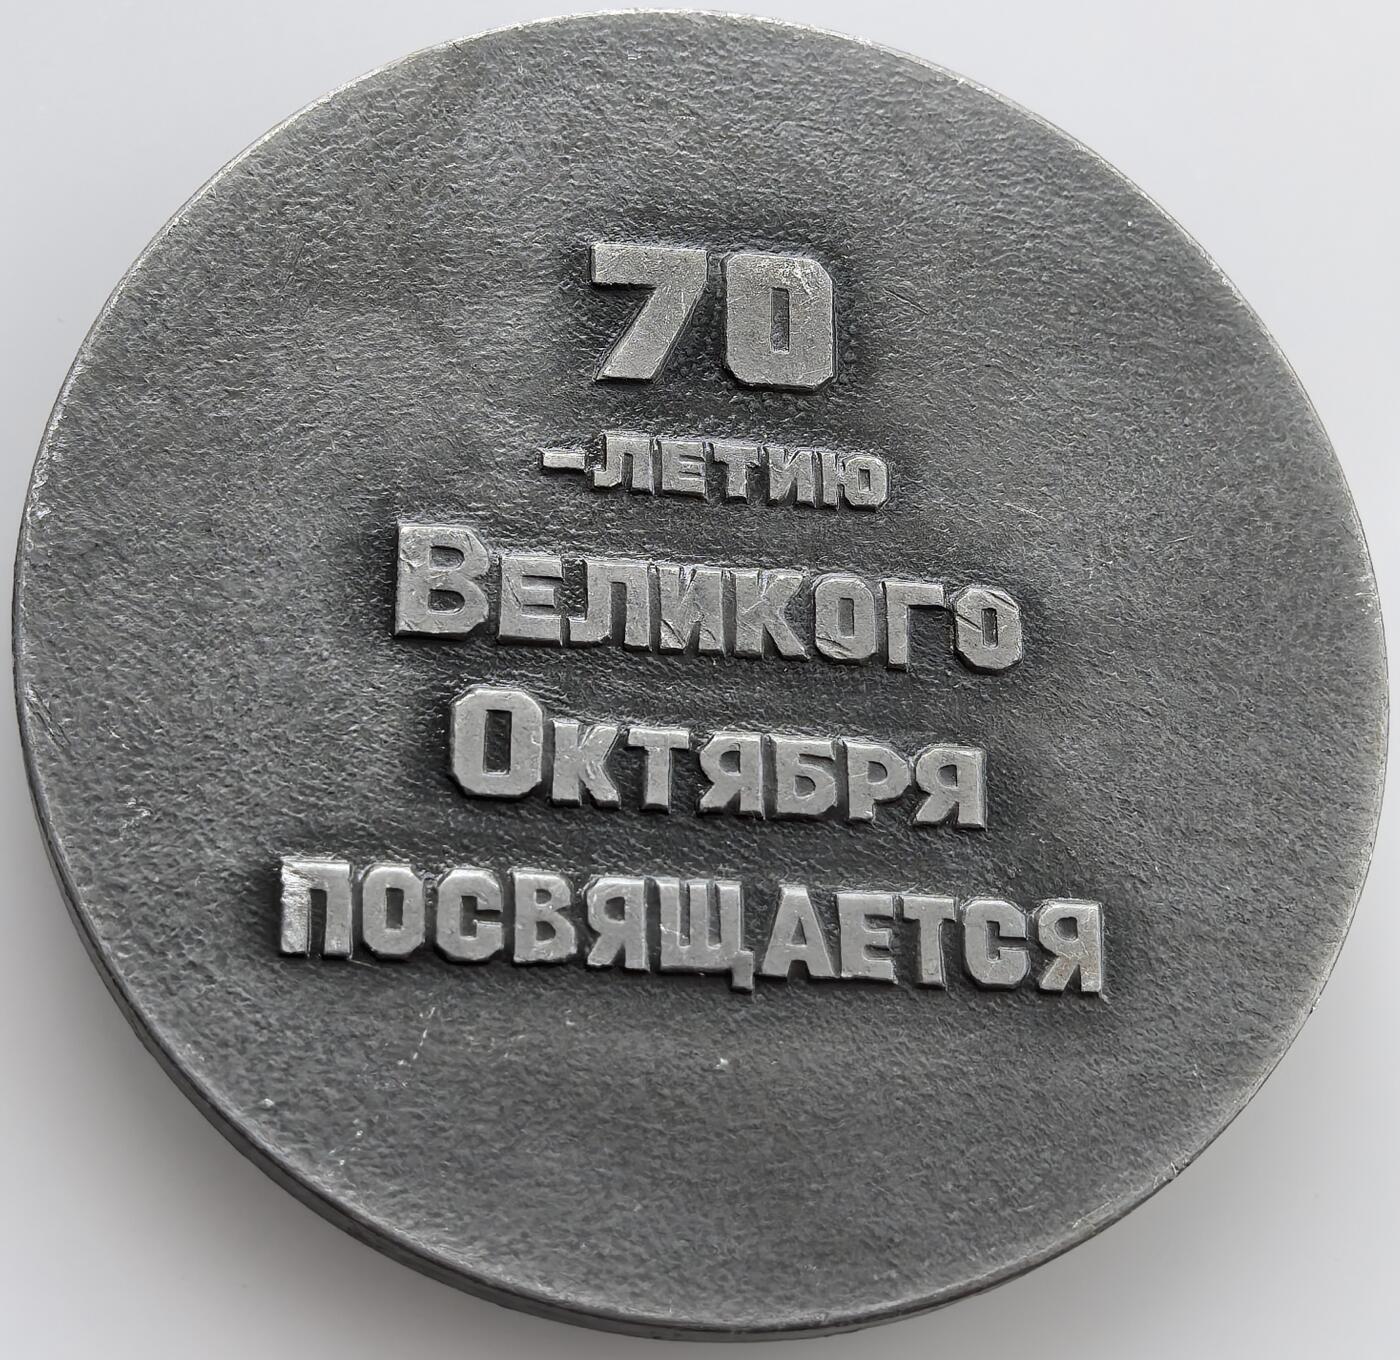 70
-ЛЕТИЮ
ВЕЛИКОГО
ОКТЯБРЯ
ПОСВЯЩАЕТСЯ